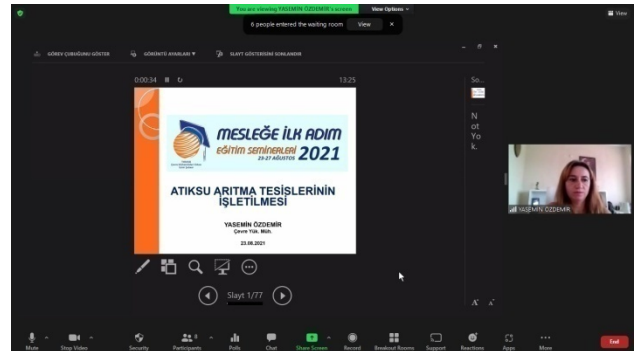 You are viewing YASEMİN ÖZDEMİR's screen
View Options
View
6 people entered the waiting room
View
GÖREV ÇUBUĞUNU GÖSTER
GÖRÜNTÜ AYARLARI
SLAYT GÖSTERİSİNİ SONLANDIR
0:00:34
13:25
So...
MESLEĞE İLK ADIM
EĞİTİM SEMİNERLERİ 2021
23-27 AĞUSTOS
ATIKSU ARITMA TESİSLERİNİN
İŞLETİLMESİ
YASEMİN ÖZDEMİR
Çevre Yük. Müh.
23.08.2021
N
ot
Yo
k.
YASEMİN ÖZDEMİR
Slayt 1/77
A A
Mute
Stop Video
Security
Participants
Polls
Chat
Share Screen
Record
Breakout Rooms
Support
Reactions
Apps
More
End